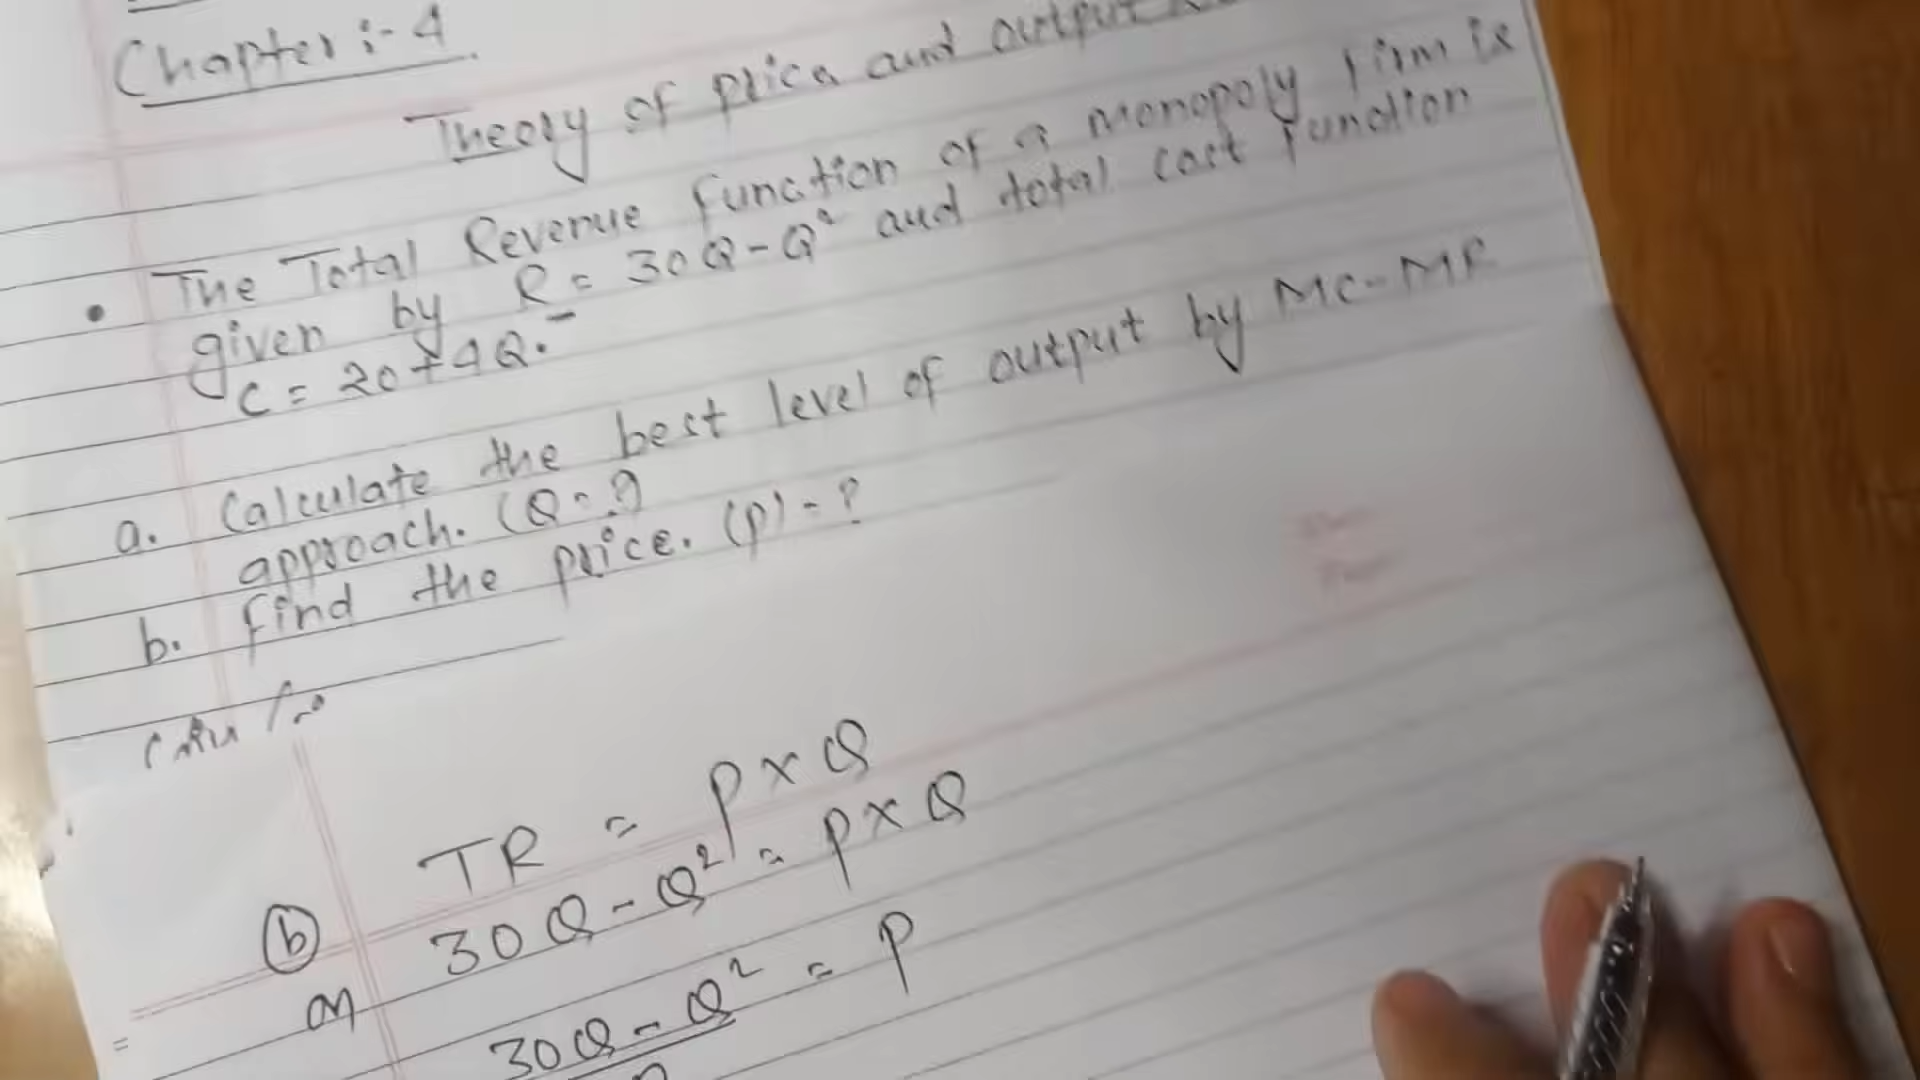 Chapter :- 4
Theory of price and output
The Total Revenue function of a monopoly firm is
given by R = 30Q - Q² and total cost function
C = 20 + 4Q.
a. Calculate the best level of output by MC-MR
approach. (Q = ?)
b. find the price. (p) = ?
TR = P × Q
(b) 30Q - Q² = P × Q
30Q - Q² = P